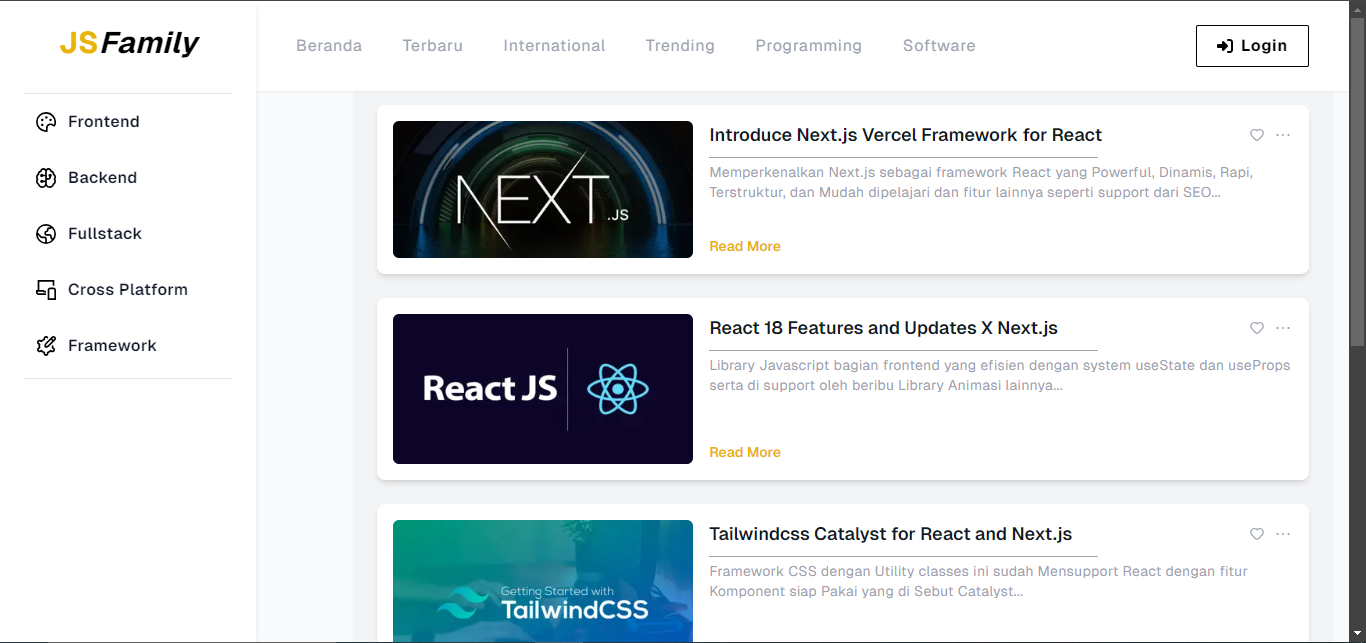 JSFamily
Beranda
Terbaru
International
Trending
Programming
Software
Login
Frontend
Backend
Fullstack
Cross Platform
Framework
NEXT.JS
Introduce Next.js Vercel Framework for React
Memperkenalkan Next.js sebagai framework React yang Powerful, Dinamis, Rapi,
Terstruktur, dan Mudah dipelajari dan fitur lainnya seperti support dari SEO...
Read More
React JS
React 18 Features and Updates X Next.js
Library Javascript bagian frontend yang efisien dengan system useState dan useProps
serta di support oleh beribu Library Animasi lainnya...
Read More
Getting Started with
TailwindCSS
Tailwindcss Catalyst for React and Next.js
Framework CSS dengan Utility classes ini sudah Mensupport React dengan fitur
Komponent siap Pakai yang di Sebut Catalyst...